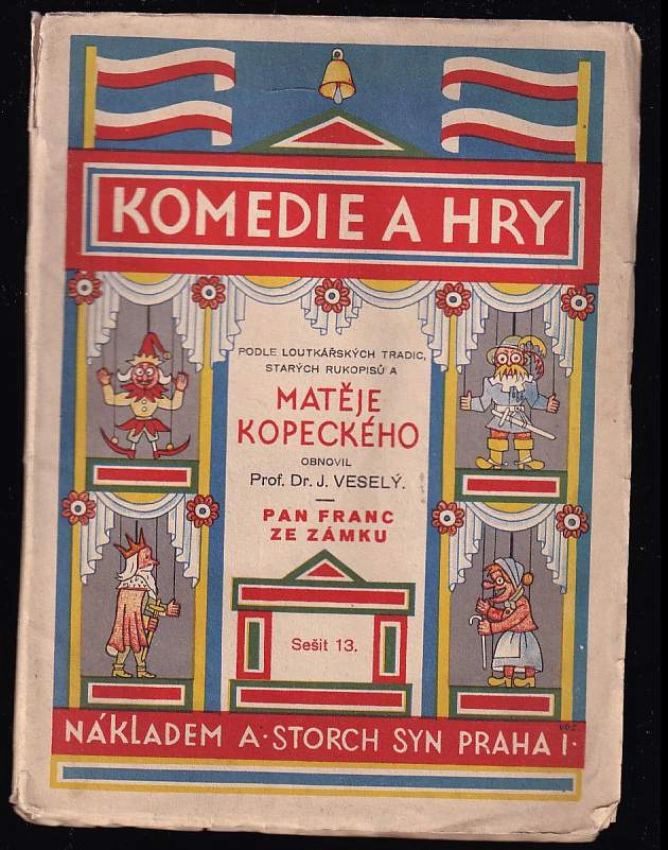 KOMEDIE A HRY
PODLE LOUTKÁŘSKÝCH TRADIC,
STARÝCH RUKOPISŮ A
MATĚJE
KOPECKÉHO
OBNOVIL
Prof. Dr. J. VESELÝ.
PAN FRANC
ZE ZÁMKU
Sešit 13.
NÁKLADEM A·STORCH SYN PRAHA I·